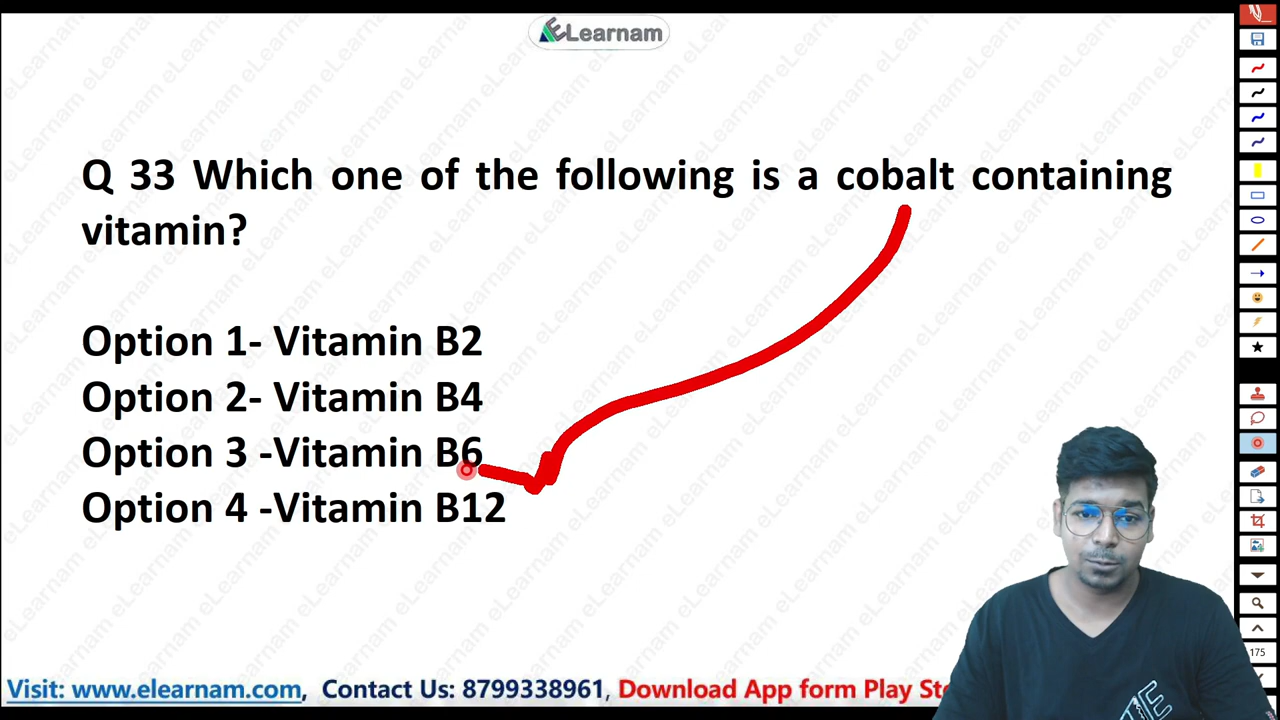 ELearnam
Q 33 Which one of the following is a cobalt containing
vitamin?
Option 1- Vitamin B2
Option 2- Vitamin B4
Option 3 -Vitamin B6
Option 4 -Vitamin B12
175
Visit: www.elearnam.com, Contact Us: 8799338961, Download App form Play Sto